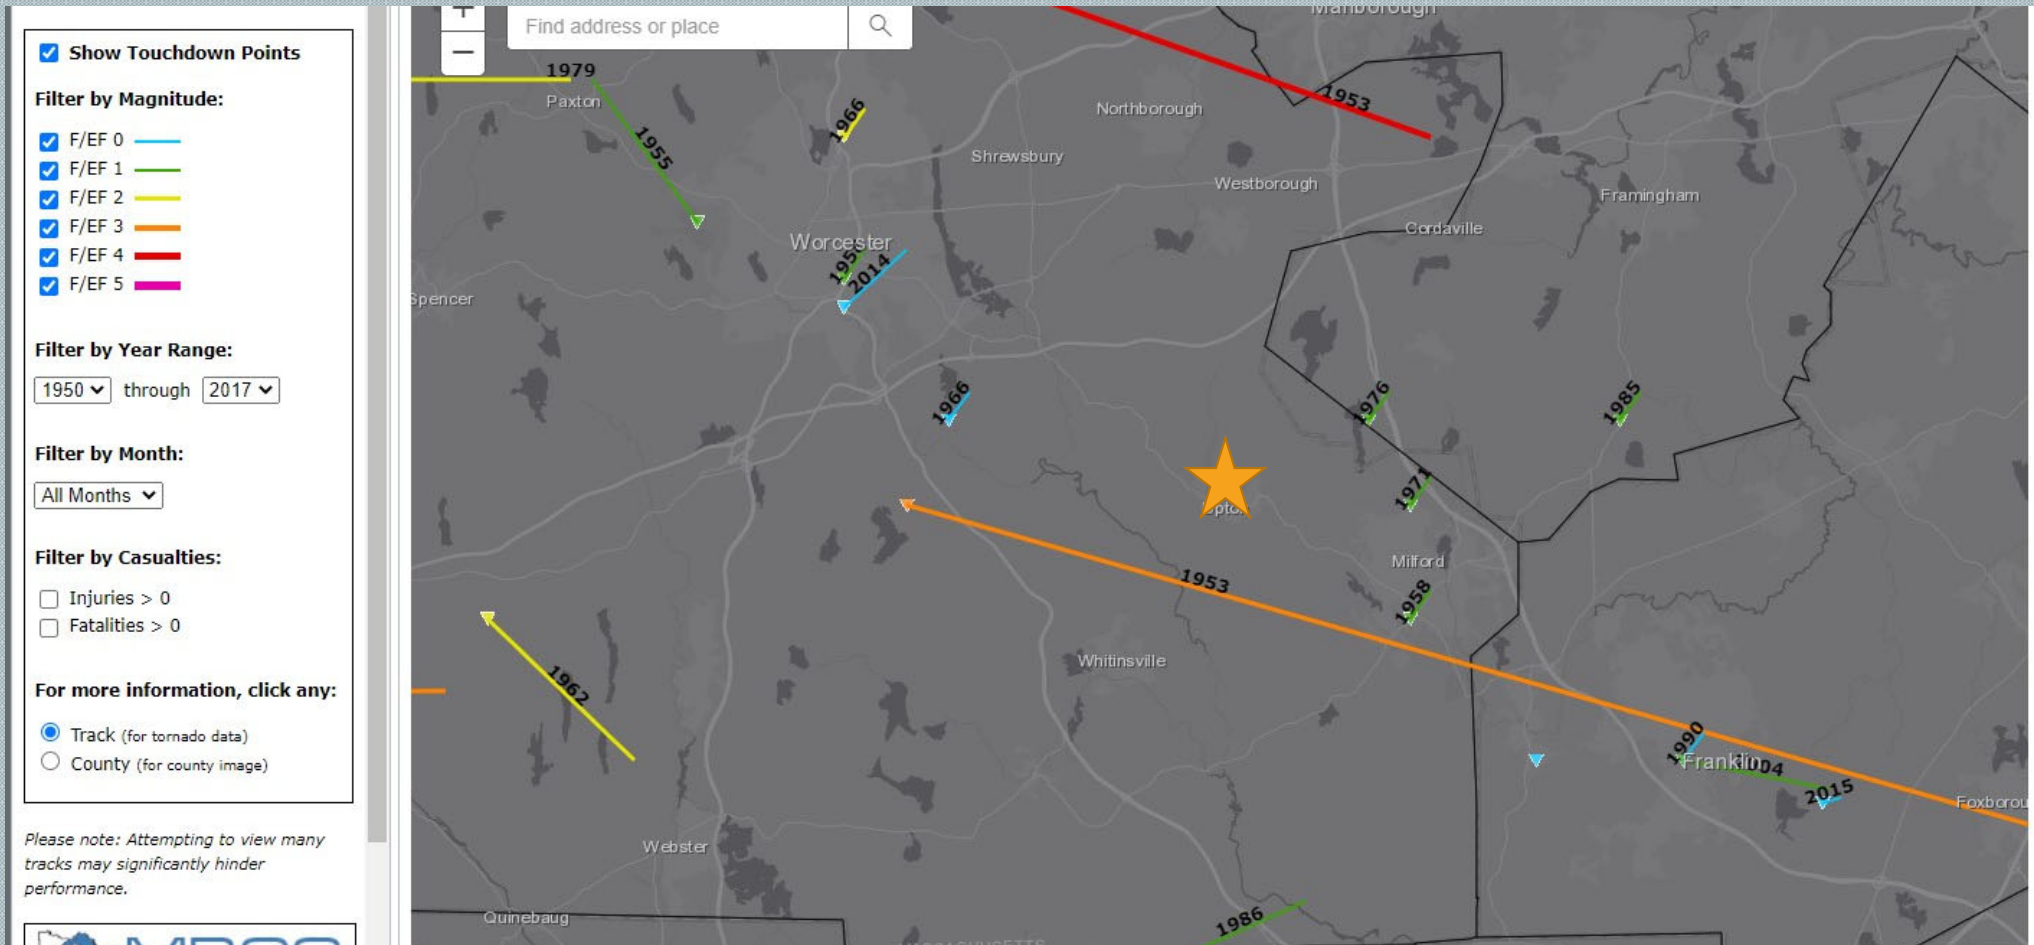 Show Touchdown Points
Filter by Magnitude:
F/EF 0
F/EF 1
F/EF 2
F/EF 3
F/EF 4
F/EF 5
Filter by Year Range:
1950 through 2017
Filter by Month:
All Months
Filter by Casualties:
Injuries > 0
Fatalities > 0
For more information, click any:
Track (for tornado data)
County (for county image)
Please note: Attempting to view many
tracks may significantly hinder
performance.
+
−
Find address or place
Marlborough
1979
Paxton
1966
1953
Northborough
1955
Shrewsbury
Westborough
Framingham
Cordaville
Worcester
2014
Spencer
1966
1976
1985
1971
Milford
1953
1958
Whitinsville
1962
1990
Franklin
2015
Webster
Quinebaug
1986
MASSACHUSETTS